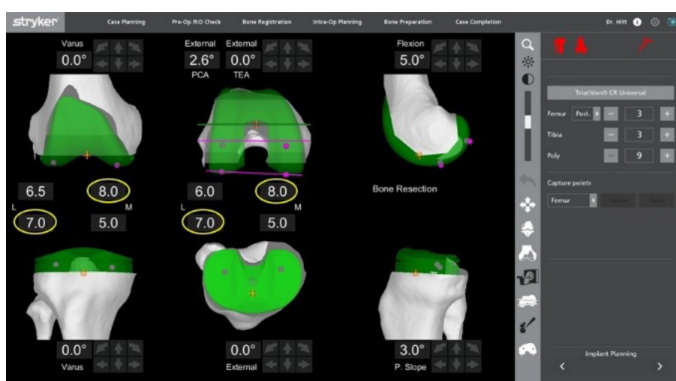 stryker
Case Planning
Pre-Op RIO Check
Bone Registration
Intra-Op Planning
Bone Preparation
Case Completion
Dr. Hitt
Varus
0.0°
External
External
2.6°
0.0°
PCA
TEA
Flexion
5.0°
Triathlon® CR Universal
Femur
Post.
3
Tibia
3
Poly
9
Capture points
Femur
6.5
8.0
6.0
8.0
Bone Resection
L
M
L
M
7.0
5.0
7.0
5.0
0.0°
Varus
0.0°
External
3.0°
P. Slope
Implant Planning